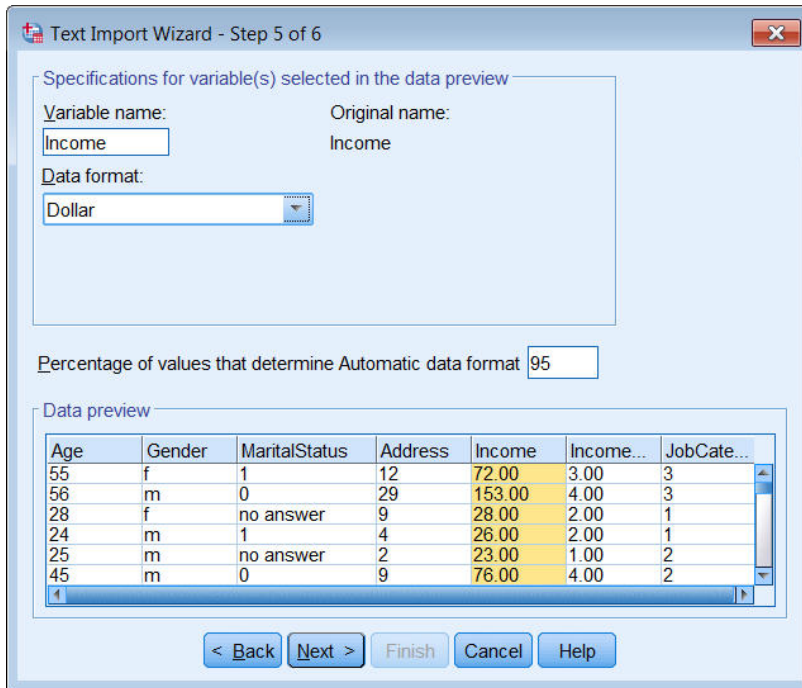 Text Import Wizard - Step 5 of 6
Specifications for variable(s) selected in the data preview
Variable name: Original name:
Income Income
Data format:
Dollar
Percentage of values that determine Automatic data format 95
Data preview
Age Gender MaritalStatus Address Income Income... JobCate...
55 f 1 12 72.00 3.00 3
56 m 0 29 153.00 4.00 3
28 f no answer 9 28.00 2.00 1
24 m 1 4 26.00 2.00 1
25 m no answer 2 23.00 1.00 2
45 m 0 9 76.00 4.00 2
< Back Next > Finish Cancel Help